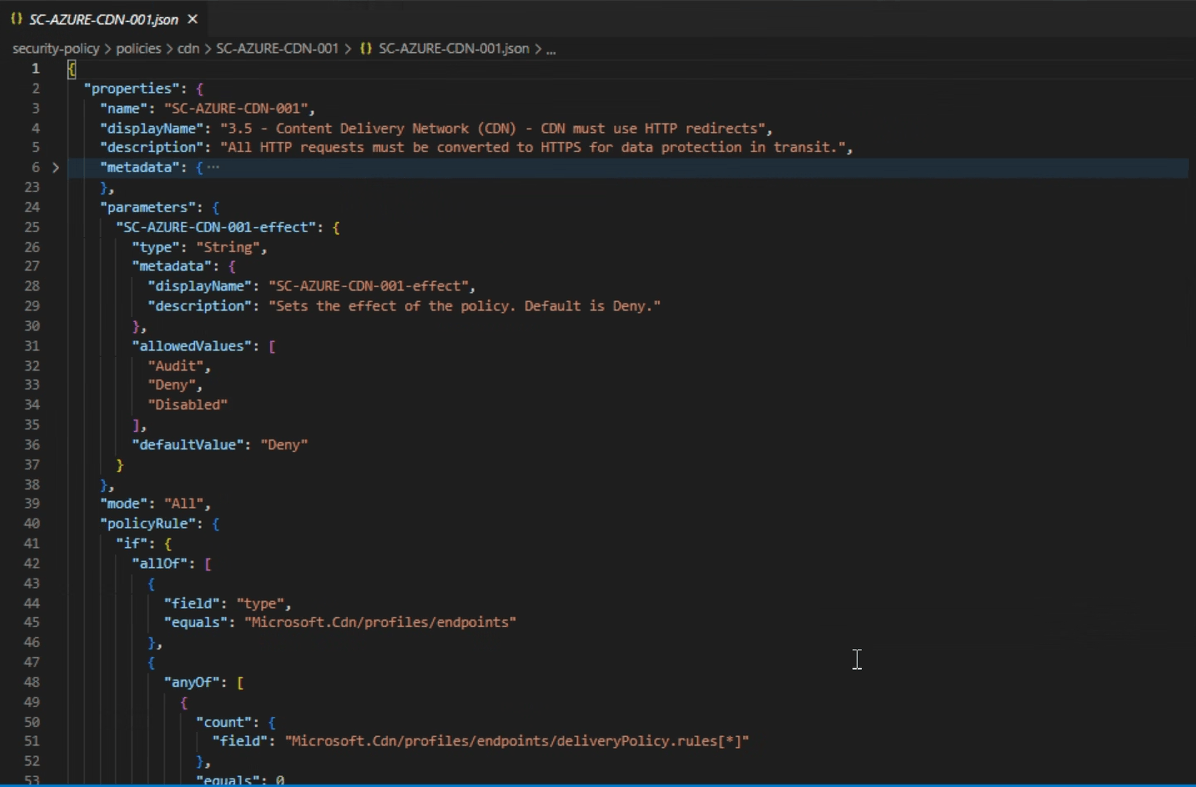 {} SC-AZURE-CDN-001.json ×
security-policy > policies > cdn > SC-AZURE-CDN-001 > {} SC-AZURE-CDN-001.json > ...
1 {
2 "properties": {
3 "name": "SC-AZURE-CDN-001",
4 "displayName": "3.5 - Content Delivery Network (CDN) - CDN must use HTTP redirects",
5 "description": "All HTTP requests must be converted to HTTPS for data protection in transit.",
6 > "metadata": { ...
23 },
24 "parameters": {
25 "SC-AZURE-CDN-001-effect": {
26 "type": "String",
27 "metadata": {
28 "displayName": "SC-AZURE-CDN-001-effect",
29 "description": "Sets the effect of the policy. Default is Deny."
30 },
31 "allowedValues": [
32 "Audit",
33 "Deny",
34 "Disabled"
35 ],
36 "defaultValue": "Deny"
37 }
38 },
39 "mode": "All",
40 "policyRule": {
41 "if": {
42 "allOf": [
43 {
44 "field": "type",
45 "equals": "Microsoft.Cdn/profiles/endpoints"
46 },
47 {
48 "anyOf": [
49 {
50 "count": {
51 "field": "Microsoft.Cdn/profiles/endpoints/deliveryPolicy.rules[*]"
52 },
53 "equals": 0